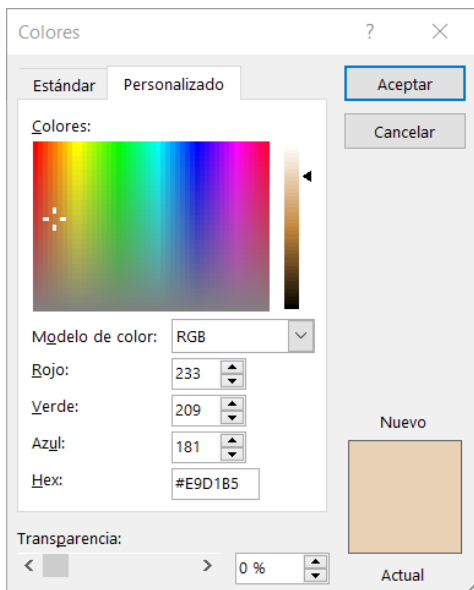 Colores
? ×
Estándar Personalizado
Aceptar
Cancelar
Colores:
Modelo de color: RGB
Rojo: 233
Verde: 209
Azul: 181
Hex: #E9D1B5
Nuevo
Actual
Transparencia:
< > 0 %